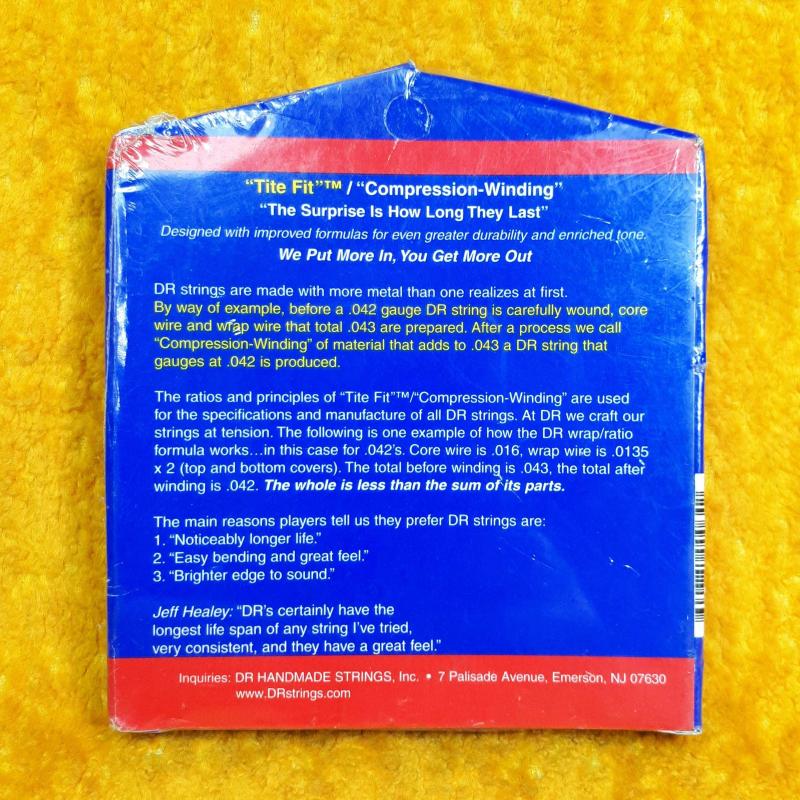 "Tite Fit"™ / "Compression-Winding"
"The Surprise Is How Long They Last"
Designed with improved formulas for even greater durability and enriched tone.
We Put More In, You Get More Out
DR strings are made with more metal than one realizes at first.
By way of example, before a .042 gauge DR string is carefully wound, core
wire and wrap wire that total .043 are prepared. After a process we call
"Compression-Winding" of material that adds to .043 a DR string that
gauges at .042 is produced.
The ratios and principles of "Tite Fit"™/"Compression-Winding" are used
for the specifications and manufacture of all DR strings. At DR we craft our
strings at tension. The following is one example of how the DR wrap/ratio
formula works...in this case for .042's. Core wire is .016, wrap wire is .0135
x 2 (top and bottom covers). The total before winding is .043, the total after
winding is .042. The whole is less than the sum of its parts.
The main reasons players tell us they prefer DR strings are:
1. "Noticeably longer life."
2. "Easy bending and great feel."
3. "Brighter edge to sound."
Jeff Healey: "DR's certainly have the
longest life span of any string I've tried,
very consistent, and they have a great feel."
Inquiries: DR HANDMADE STRINGS, Inc. • 7 Palisade Avenue, Emerson, NJ 07630
www.DRstrings.com